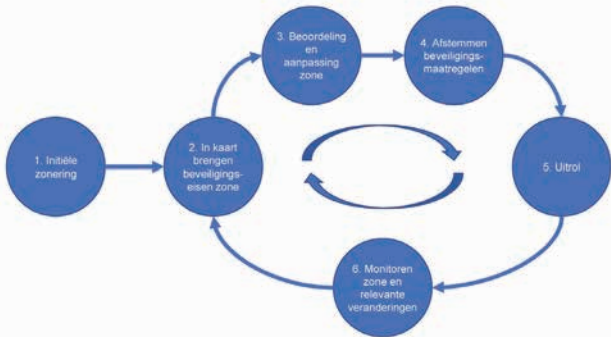 1. Initiële
zonering
2. In kaart
brengen
beveiligings-
eisen zone
3. Beoordeling
en
aanpassing
zone
4. Afstemmen
beveiligings-
maatregelen
5. Uitrol
6. Monitoren
zone en
relevante
veranderingen